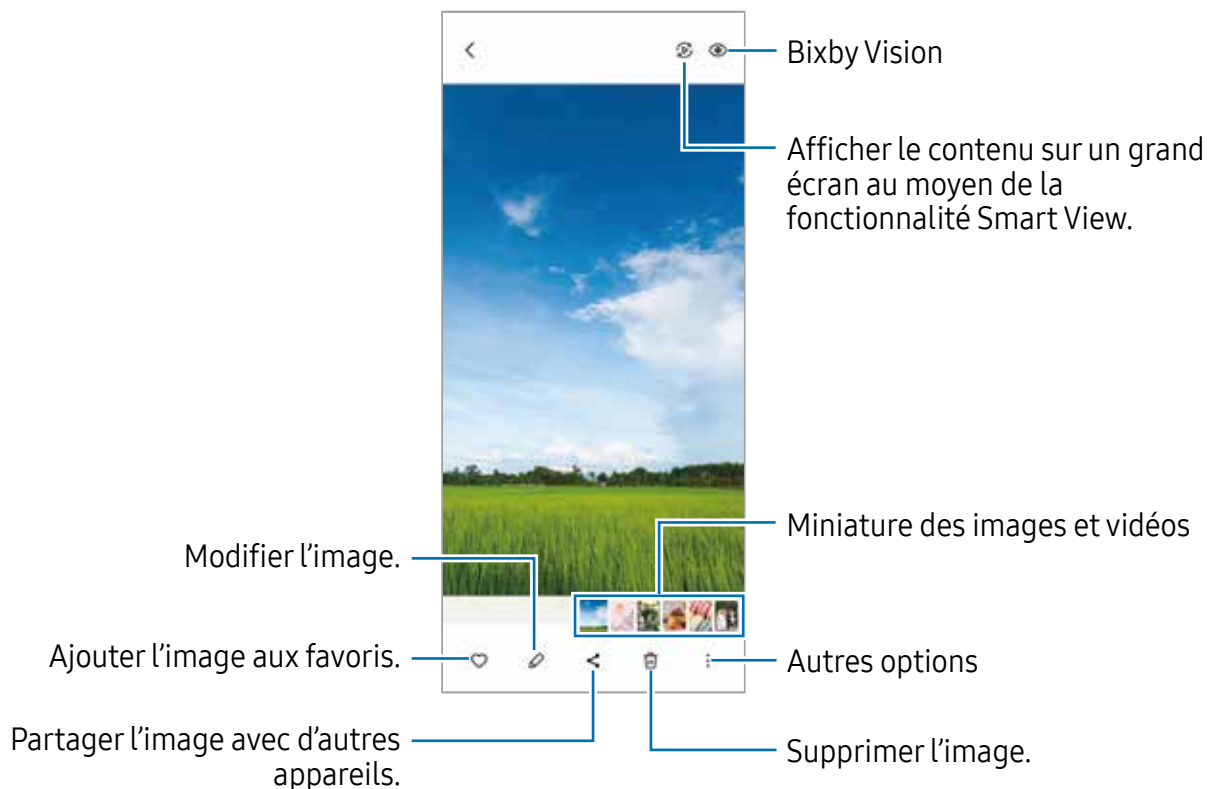 Bixby Vision
Afficher le contenu sur un grand
écran au moyen de la
fonctionnalité Smart View.
Miniature des images et vidéos
Modifier l’image.
Ajouter l’image aux favoris.
Autres options
Partager l’image avec d’autres
appareils.
Supprimer l’image.